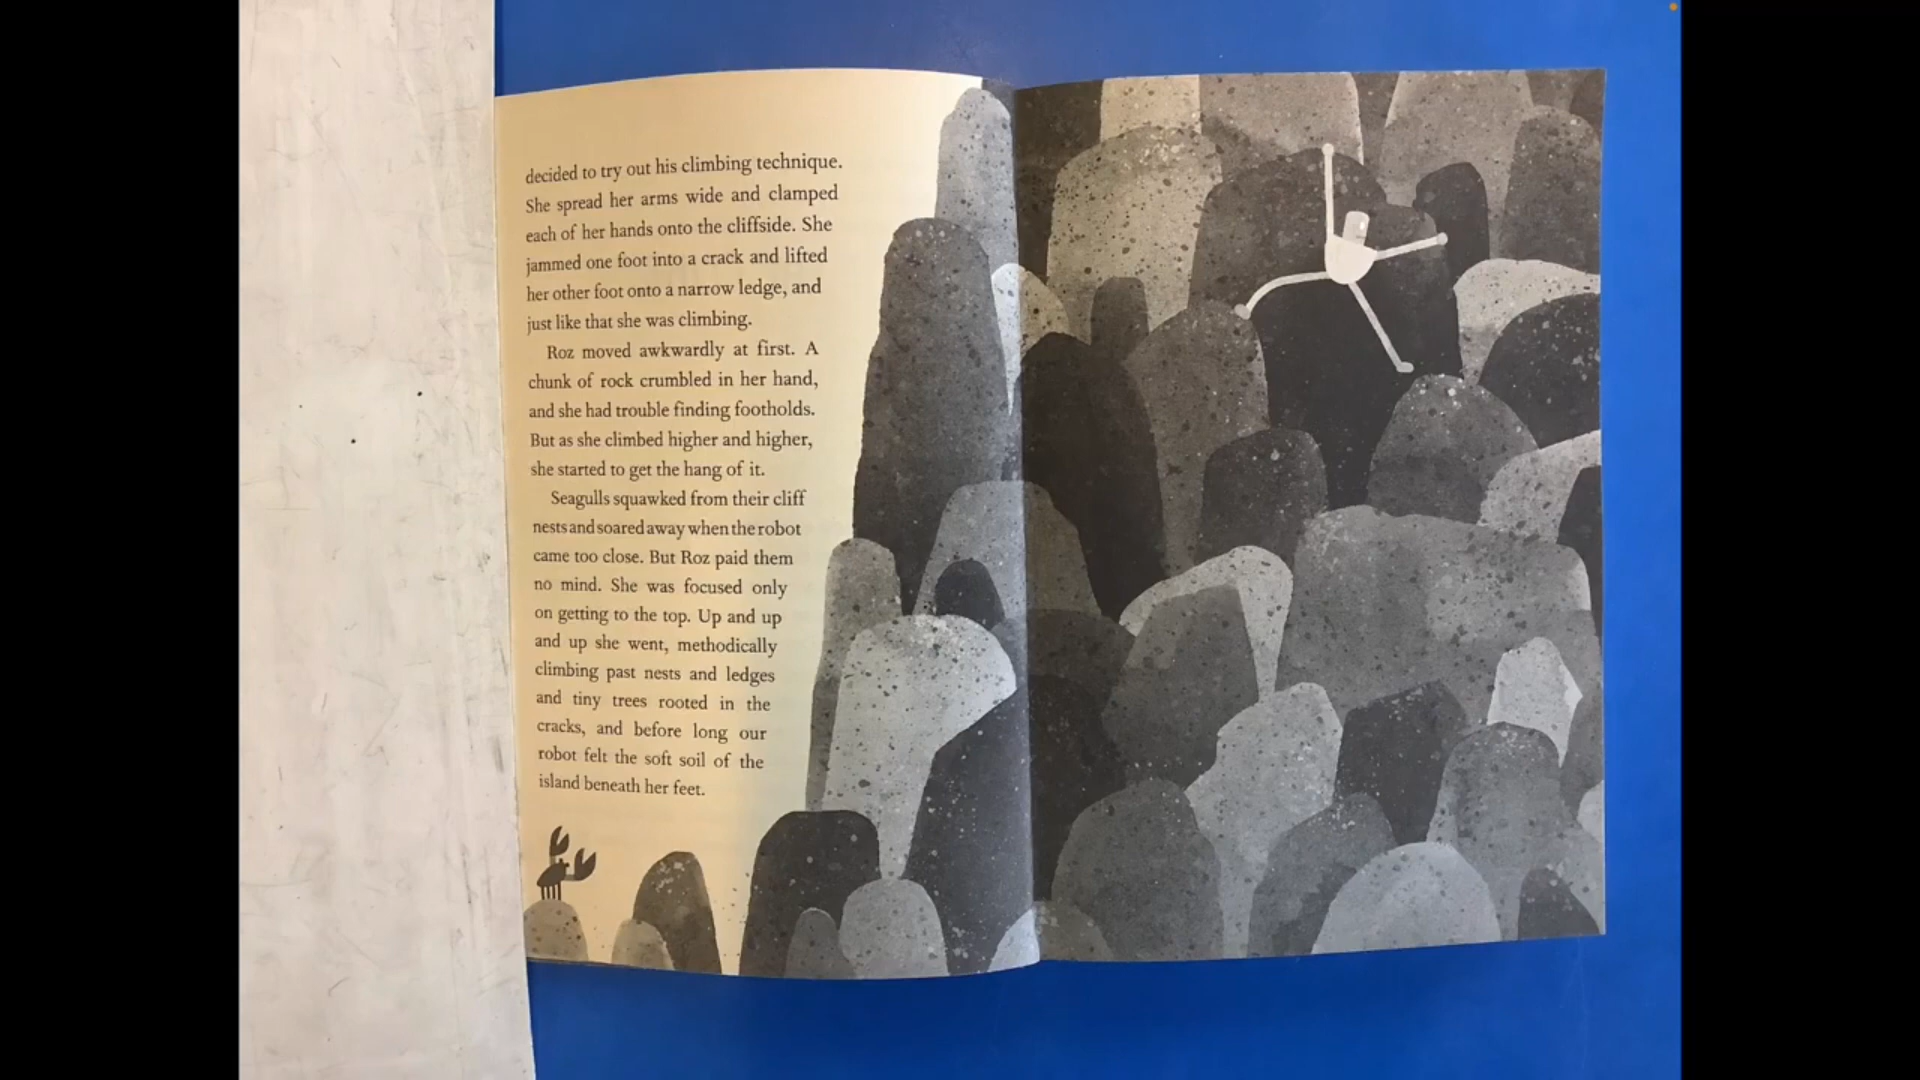 decided to try out his climbing technique.
She spread her arms wide and clamped
each of her hands onto the cliffside. She
jammed one foot into a crack and lifted
her other foot onto a narrow ledge, and
just like that she was climbing.
Roz moved awkwardly at first. A
chunk of rock crumbled in her hand,
and she had trouble finding footholds.
But as she climbed higher and higher,
she started to get the hang of it.
Seagulls squawked from their cliff
nests and soared away when the robot
came too close. But Roz paid them
no mind. She was focused only
on getting to the top. Up and up
and up she went, methodically
climbing past nests and ledges
and tiny trees rooted in the
cracks, and before long our
robot felt the soft soil of the
island beneath her feet.